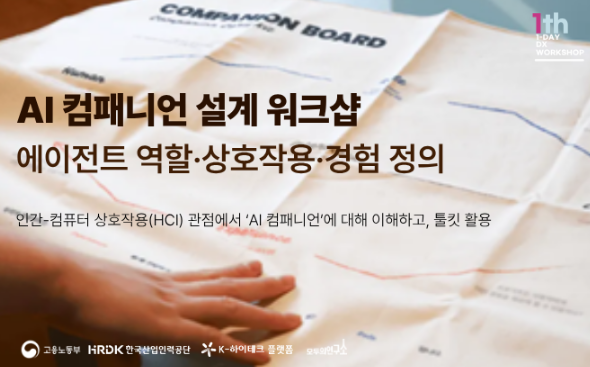 COMPANION BOARD
1th
1-DAY
DX
WORKSHOP
Human
AI 컴패니언 설계 워크샵
에이전트 역할·상호작용·경험 정의
인간-컴퓨터 상호작용(HCI) 관점에서 ‘AI 컴패니언’에 대해 이해하고, 툴킷 활용
고용노동부 HRDK 한국산업인력공단 K-하이테크 플랫폼